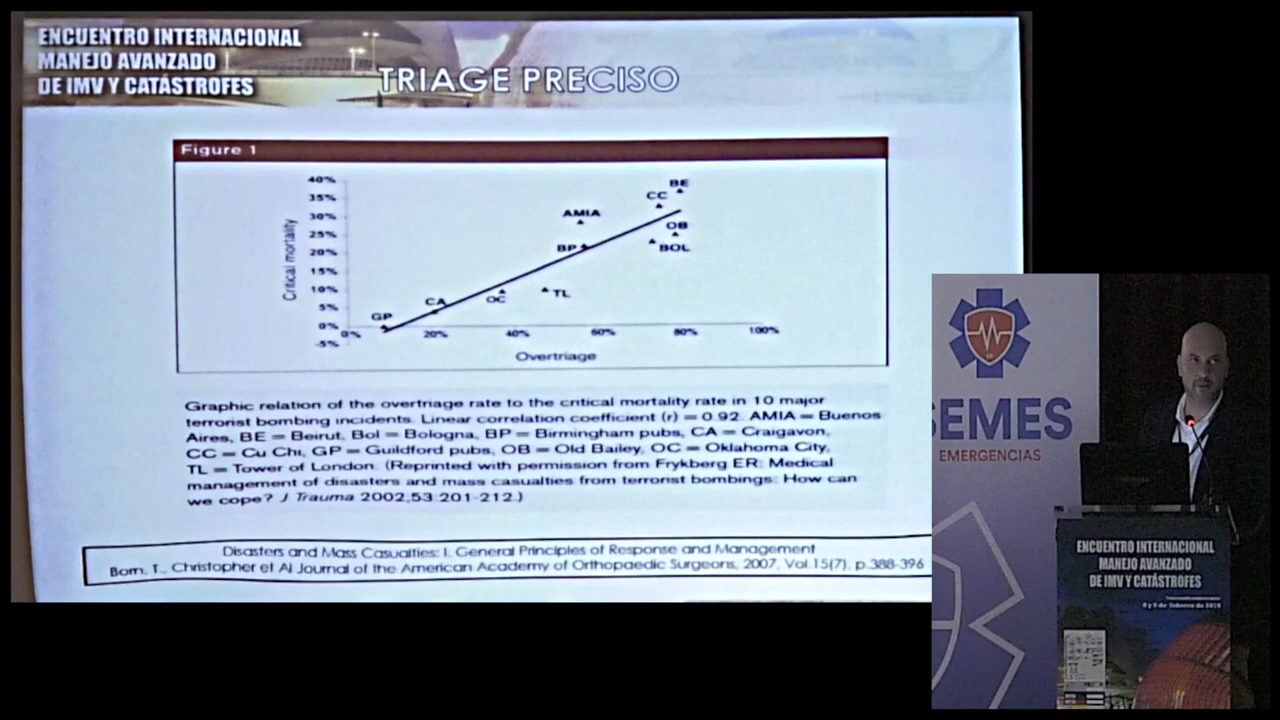 ENCUENTRO INTERNACIONAL
MANEJO AVANZADO
DE IMV Y CATÁSTROFES
TRIAGE PRECISO
Figure 1
Critical mortality
40%
35%
30%
25%
20%
15%
10%
5%
0%
-5%
0%
20%
40%
60%
80%
100%
Overtriage
GP
CA
OC
TL
BP
AMIA
CC
BE
OB
BOL
Graphic relation of the overtriage rate to the critical mortality rate in 10 major
terrorist bombing incidents. Linear correlation coefficient (r) = 0.92. AMIA = Buenos
Aires, BE = Beirut, Bol = Bologna, BP = Birmingham pubs, CA = Craigavon,
CC = Cu Chi, GP = Guildford pubs, OB = Old Bailey, OC = Oklahoma City,
TL = Tower of London. (Reprinted with permission from Frykberg ER: Medical
management of disasters and mass casualties from terrorist bombings: How can
we cope? J Trauma 2002;53:201-212.)
Disasters and Mass Casualties: I. General Principles of Response and Management
Born, T.. Christopher et Al Journal of the American Academy of Orthopaedic Surgeons, 2007, Vol.15(7), p.388-396
SEMES
EMERGENCIAS
ENCUENTRO INTERNACIONAL
MANEJO AVANZADO
DE IMV Y CATÁSTROFES